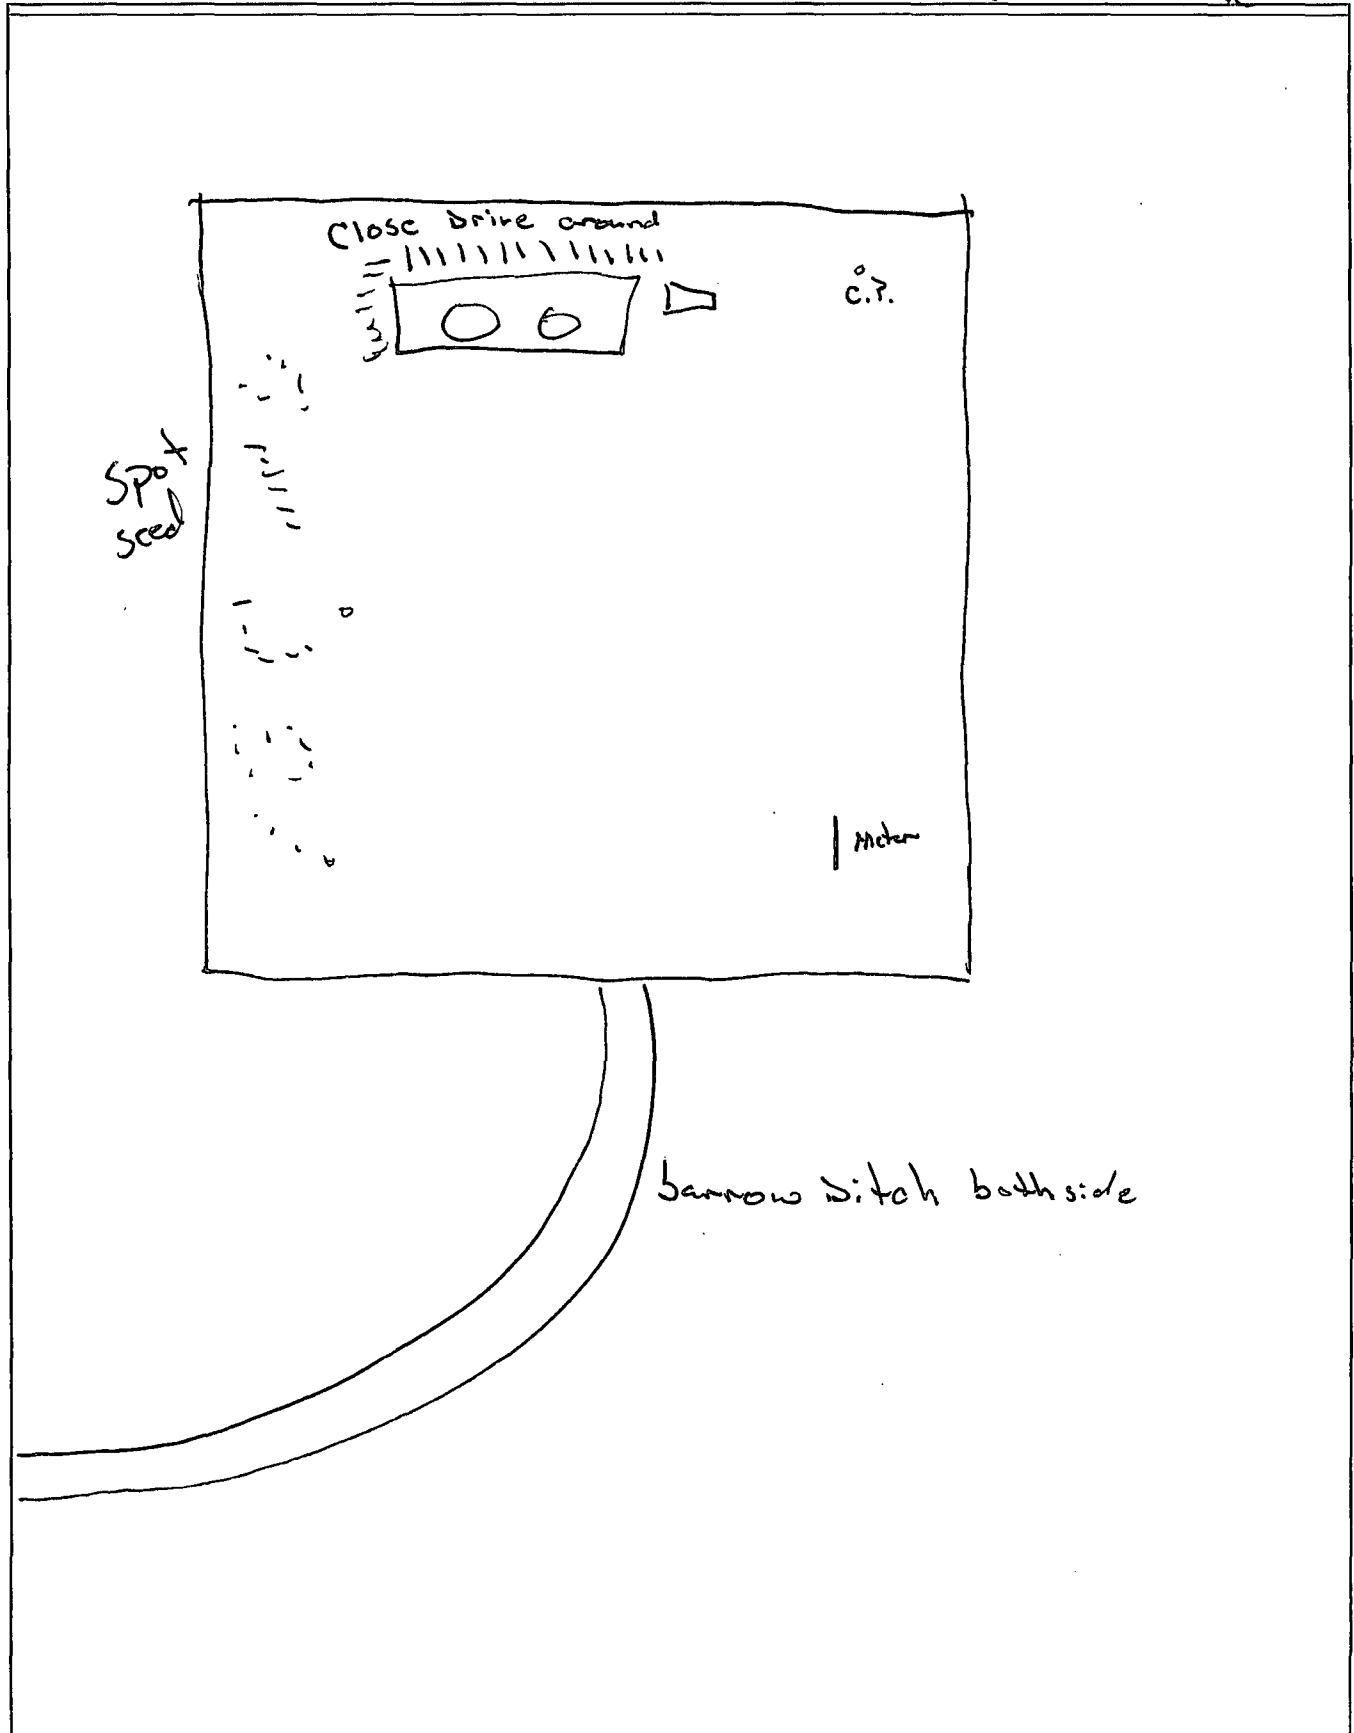 Close Drive around
c.P.
Spot
seed
Meter
barrow Ditch both side